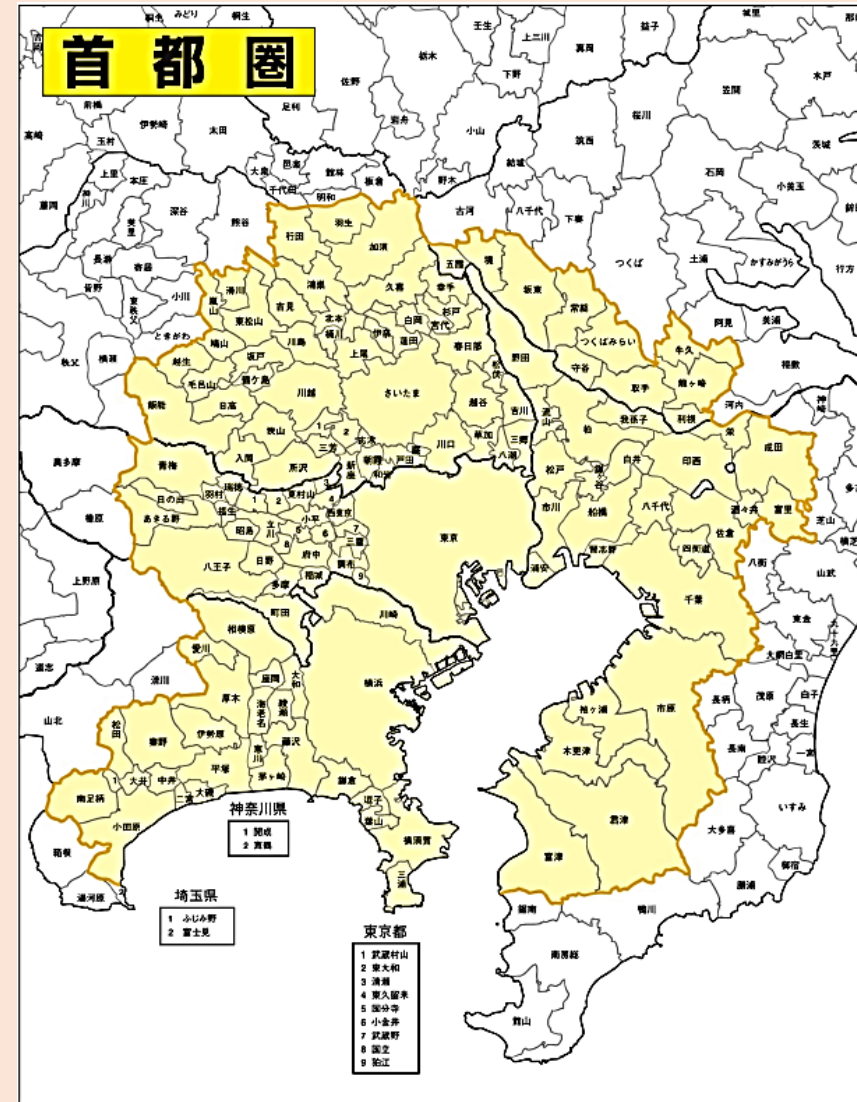 首都圏
桐生
みどり
桐生
壬生
上三川
益子
城里
真岡
栃木
下野
佐野
水戸
笠間
前橋
足利
岩舟
桜川
高崎
伊勢崎
太田
小山
筑西
茨城
玉村
結城
大泉
邑楽
館林
板倉
野木
上里
本庄
千代田
明和
石岡
小美玉
神川
古河
八千代
下妻
藤岡
深谷
熊谷
行田
羽生
加須
美里
つくば
土浦
かすみがうら
行方
長瀞
寄居
五霞
境
皆野
滑川
鴻巣
久喜
幸手
坂東
小川
嵐山
東松山
吉見
杉戸
常総
東秩父
北本
白岡
宮代
阿見
美浦
ときがわ
鳩山
川島
桶川
伊奈
蓮田
つくばみらい
牛久
秩父
横瀬
越生
坂戸
上尾
春日部
野田
稲敷
毛呂山
鶴ヶ島
松伏
守谷
取手
龍ヶ崎
飯能
日高
川越
さいたま
越谷
吉川
流山
我孫子
利根
河内
神崎
狭山
1
2
志木
川口
草加
三郷
柏
栄
成田
三芳
八潮
奥多摩
青梅
入間
所沢
新座
朝霞
和光
戸田
蕨
松戸
鎌ヶ谷
白井
印西
日の出
羽村
瑞穂
1
2
東村山
3
4
市川
船橋
八千代
酒々井
富里
檜原
あきる野
福生
昭島
立川
小平
西東京
東京
佐倉
芝山
5
6
7
三鷹
横芝
八王子
日野
8
府中
調布
習志野
四街道
八街
上野原
多摩
稲城
9
浦安
山武
町田
川崎
千葉
東金
九十九里
相模原
愛川
大網白里
道志
清川
座間
大和
横浜
厚木
袖ヶ浦
市原
長柄
茂原
白子
山北
松田
海老名
綾瀬
秦野
伊勢原
木更津
長南
長生
寒川
藤沢
睦沢
一宮
1
大井
中井
平塚
茅ヶ崎
鎌倉
南足柄
二宮
大磯
逗子
葉山
君津
いすみ
小田原
横須賀
大多喜
箱根
富津
三浦
御宿
湯河原
2
勝浦
鋸南
鴨川
南房総
館山
神奈川県
1 開成
2 真鶴
埼玉県
1 ふじみ野
2 富士見
東京都
1 武蔵村山
2 東大和
3 清瀬
4 東久留米
5 国分寺
6 小金井
7 武蔵野
8 国立
9 狛江